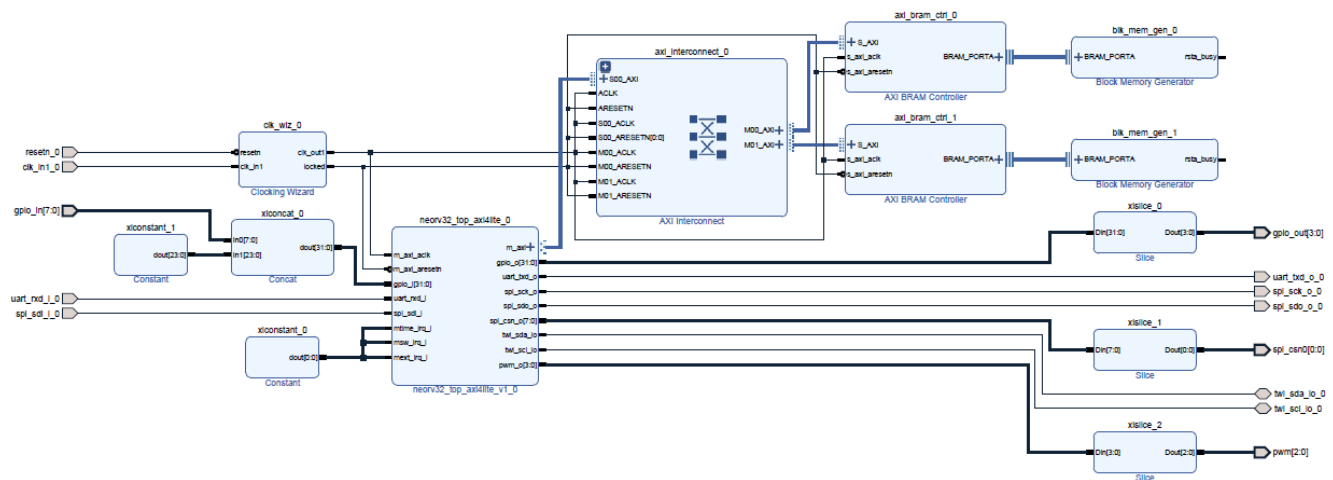 axi_bram_ctrl_0
S_AXI
s_axi_aclk
s_axi_aresetn
BRAM_PORTA
AXI BRAM Controller
blk_mem_gen_0
BRAM_PORTA
rsta_busy
Block Memory Generator
axi_interconnect_0
S00_AXI
ACLK
ARESETN
S00_ACLK
S00_ARESETN[0:0]
M00_ACLK
M00_ARESETN
M01_ACLK
M01_ARESETN
M00_AXI
M01_AXI
AXI Interconnect
axi_bram_ctrl_1
S_AXI
s_axi_aclk
s_axi_aresetn
BRAM_PORTA
AXI BRAM Controller
blk_mem_gen_1
BRAM_PORTA
rsta_busy
Block Memory Generator
resetn_0
clk_in1_0
clk_wiz_0
resetn
clk_in1
clk_out1
locked
Clocking Wizard
gpio_in[7:0]
xlconstant_1
dout[23:0]
Constant
xlconcat_0
In0[7:0]
In1[23:0]
dout[31:0]
Concat
uart_rxd_i_0
spi_sdi_i_0
xlconstant_0
dout[0:0]
Constant
neorv32_top_axi4lite_0
m_axi_aclk
m_axi_aresetn
gpio_i[31:0]
uart_rxd_i
spi_sdi_i
mtime_irq_i
msw_irq_i
mext_irq_i
m_axi
gpio_o[31:0]
uart_txd_o
spi_sck_o
spi_sdo_o
spi_csn_o[7:0]
twi_sda_io
twi_scl_io
pwm_o[3:0]
neorv32_top_axi4lite_v1_0
xlslice_0
Din[31:0]
Dout[3:0]
Slice
gpio_out[3:0]
uart_txd_o_0
spi_sck_o_0
spi_sdo_o_0
xlslice_1
Din[7:0]
Dout[0:0]
Slice
spi_csn0[0:0]
twi_sda_io_0
twi_scl_io_0
xlslice_2
Din[3:0]
Dout[2:0]
Slice
pwm[2:0]